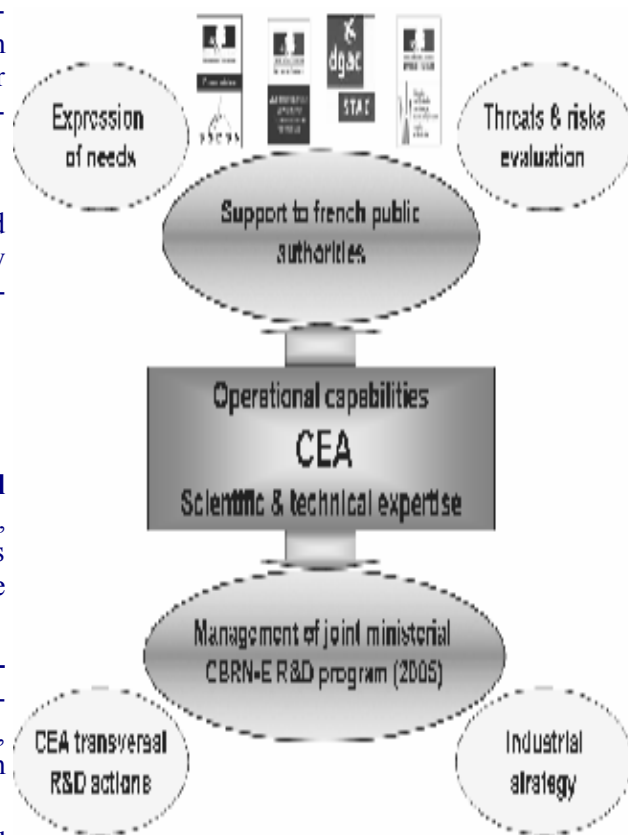 Expression
of needs
dgac
STAC
Threats & risks
evaluation
Support to french public
authorities
Operational capabilities
CEA
Scientific & technical expertise
Management of joint ministerial
CBRN-E R&D program (2005)
CEA transversal
R&D actions
Industrial
strategy